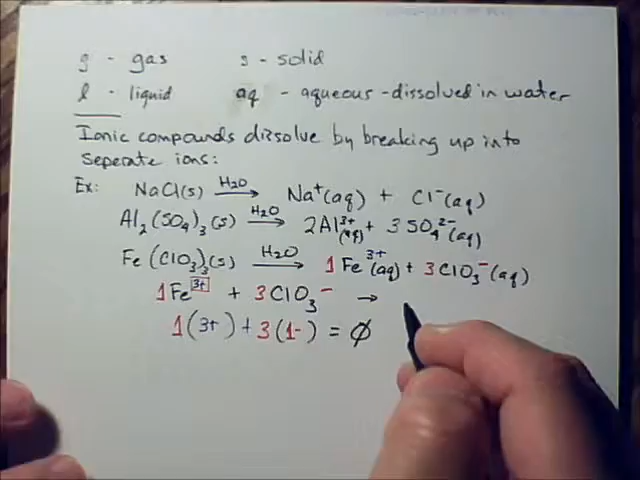 g - gas s - solid
l - liquid aq - aqueous - dissolved in water
Ionic compounds dissolve by breaking up into
seperate ions:
Ex: NaCl(s) —H₂O→ Na⁺(aq) + Cl⁻(aq)
Al₂(SO₄)₃(s) —H₂O→ 2Al³⁺(aq) + 3SO₄²⁻(aq)
Fe(ClO₃)₃(s) —H₂O→ 1Fe³⁺(aq) + 3ClO₃⁻(aq)
1Fe³⁺ + 3ClO₃⁻ →
1(3+) + 3(1-) = 0